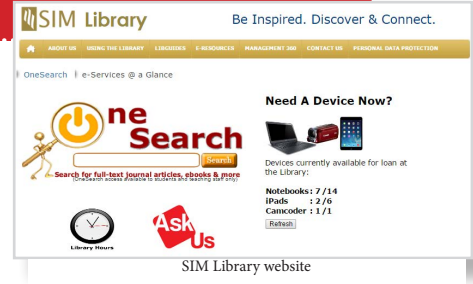 SIM Library
Be Inspired. Discover & Connect.
ABOUT US USING THE LIBRARY LIBGUIDES E-RESOURCES MANAGEMENT 360 CONTACT US PERSONAL DATA PROTECTION
OneSearch e-Services @ a Glance
One
Search
Search
Search for full-text journal articles, ebooks & more
(OneSearch access available to students and teaching staff only)
Library Hours
Ask
Us
Need A Device Now?
Devices currently available for loan at
the Library:
Notebooks : 7 / 14
iPads : 2 / 6
Camcoder : 1 / 1
Refresh
SIM Library website